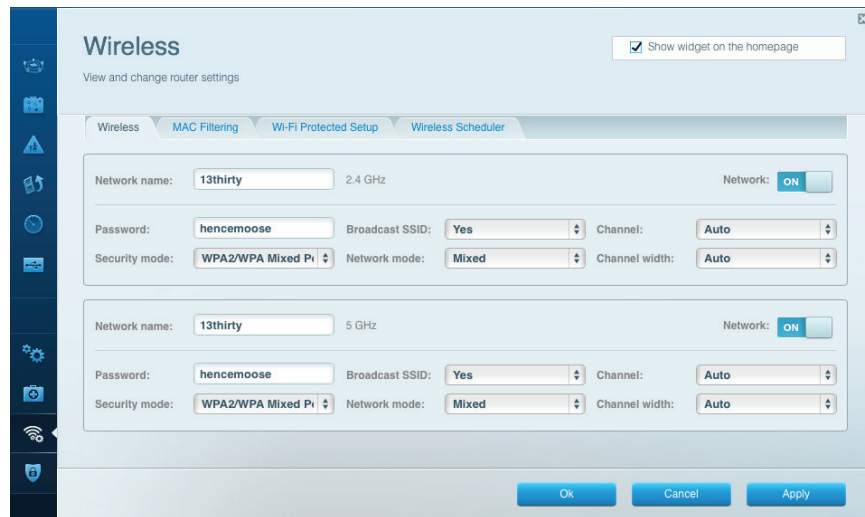 Wireless
Show widget on the homepage
View and change router settings
Wireless MAC Filtering Wi-Fi Protected Setup Wireless Scheduler
Network name: 13thirty 2.4 GHz Network: ON
Password: hencemoose Broadcast SSID: Yes Channel: Auto
Security mode: WPA2/WPA Mixed Network mode: Mixed Channel width: Auto
Network name: 13thirty 5 GHz Network: ON
Password: hencemoose Broadcast SSID: Yes Channel: Auto
Security mode: WPA2/WPA Mixed Network mode: Mixed Channel width: Auto
Ok Cancel Apply